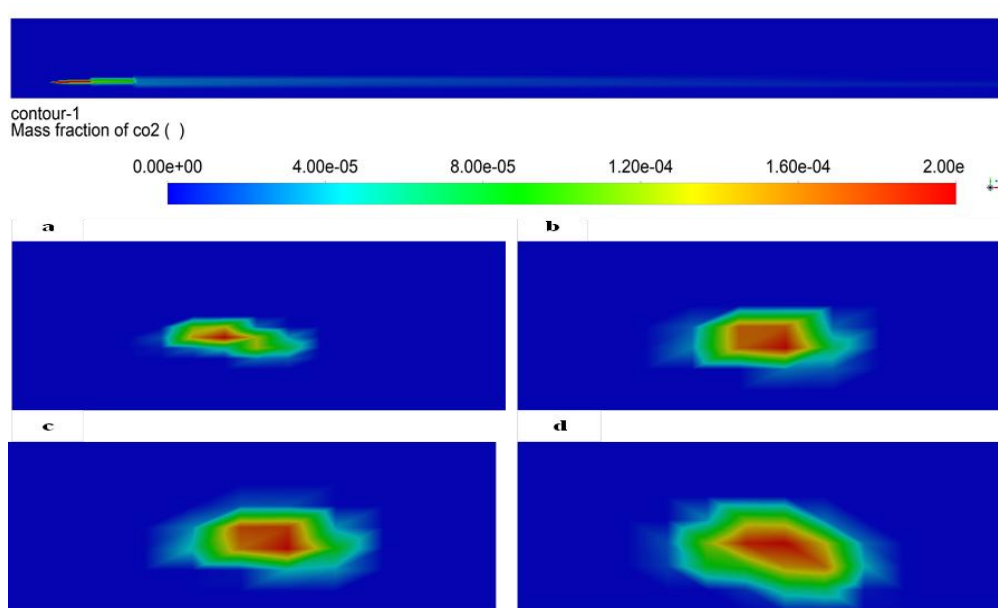 contour-1
Mass fraction of co2 ( )
0.00e+00 4.00e-05 8.00e-05 1.20e-04 1.60e-04 2.00e
a b
c d